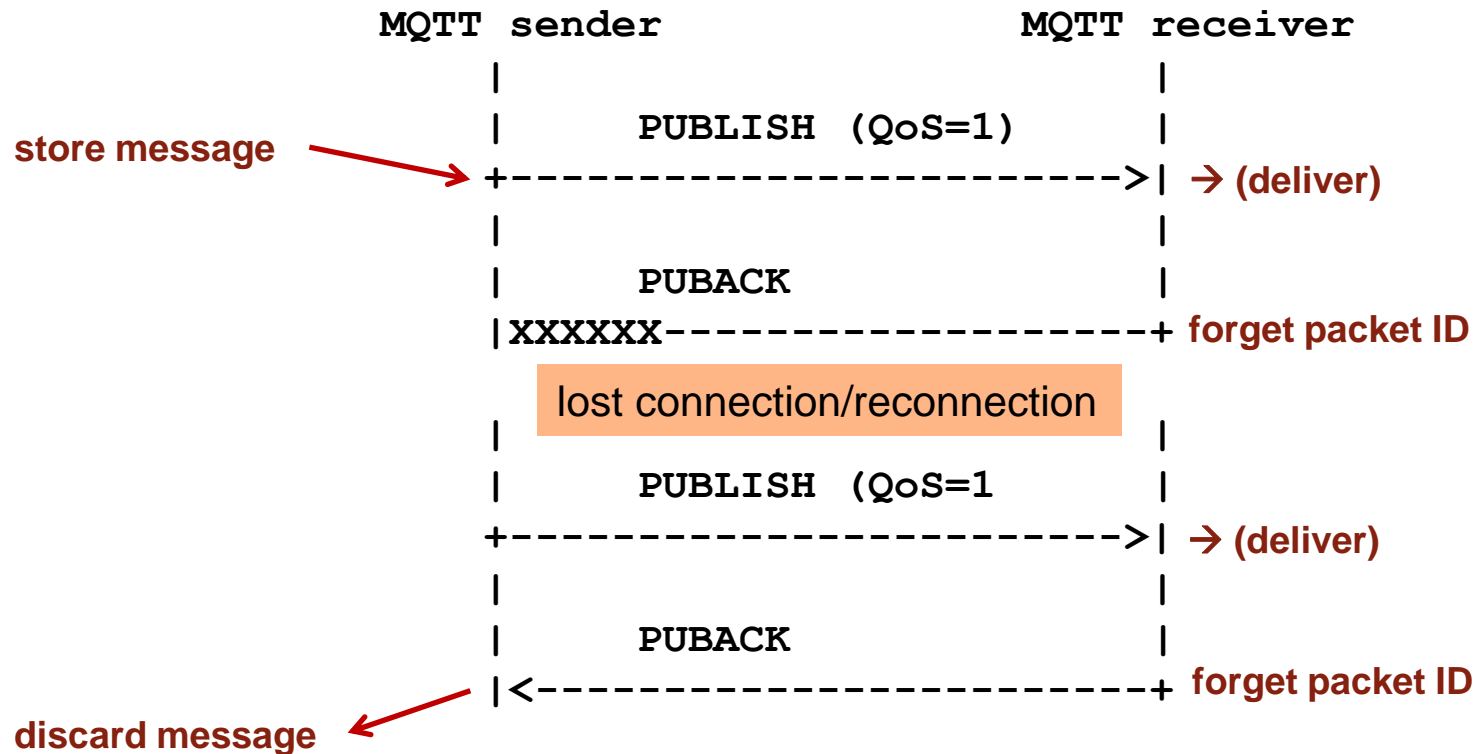 MQTT sender MQTT receiver
| |
| PUBLISH (QoS=1) |
store message
+----------------------->| → (deliver)
| |
| PUBACK |
|XXXXXX------------------+ forget packet ID
lost connection/reconnection
| |
| PUBLISH (QoS=1 |
+----------------------->| → (deliver)
| |
| PUBACK |
|<-----------------------+ forget packet ID
discard message